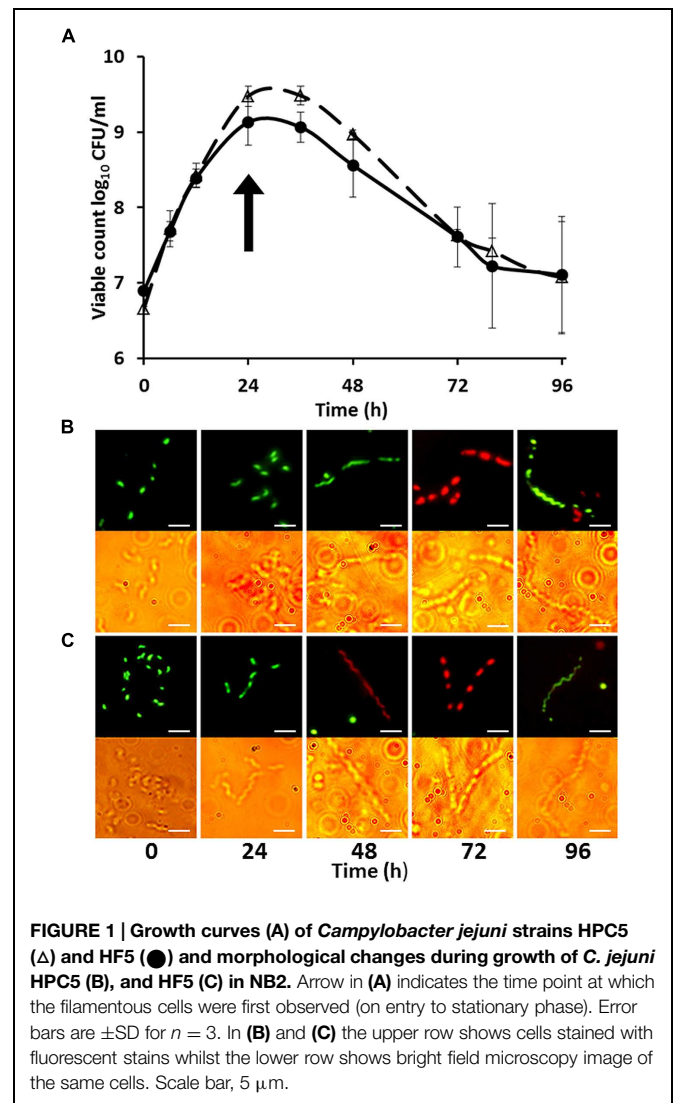 A
10
9
8
7
6
Viable count log10 CFU/ml
0 24 48 72 96
Time (h)
B
C
0 24 48 72 96
Time (h)
FIGURE 1 | Growth curves (A) of Campylobacter jejuni strains HPC5
(△) and HF5 (●) and morphological changes during growth of C. jejuni
HPC5 (B), and HF5 (C) in NB2. Arrow in (A) indicates the time point at which
the filamentous cells were first observed (on entry to stationary phase). Error
bars are ±SD for n = 3. In (B) and (C) the upper row shows cells stained with
fluorescent stains whilst the lower row shows bright field microscopy image of
the same cells. Scale bar, 5 μm.